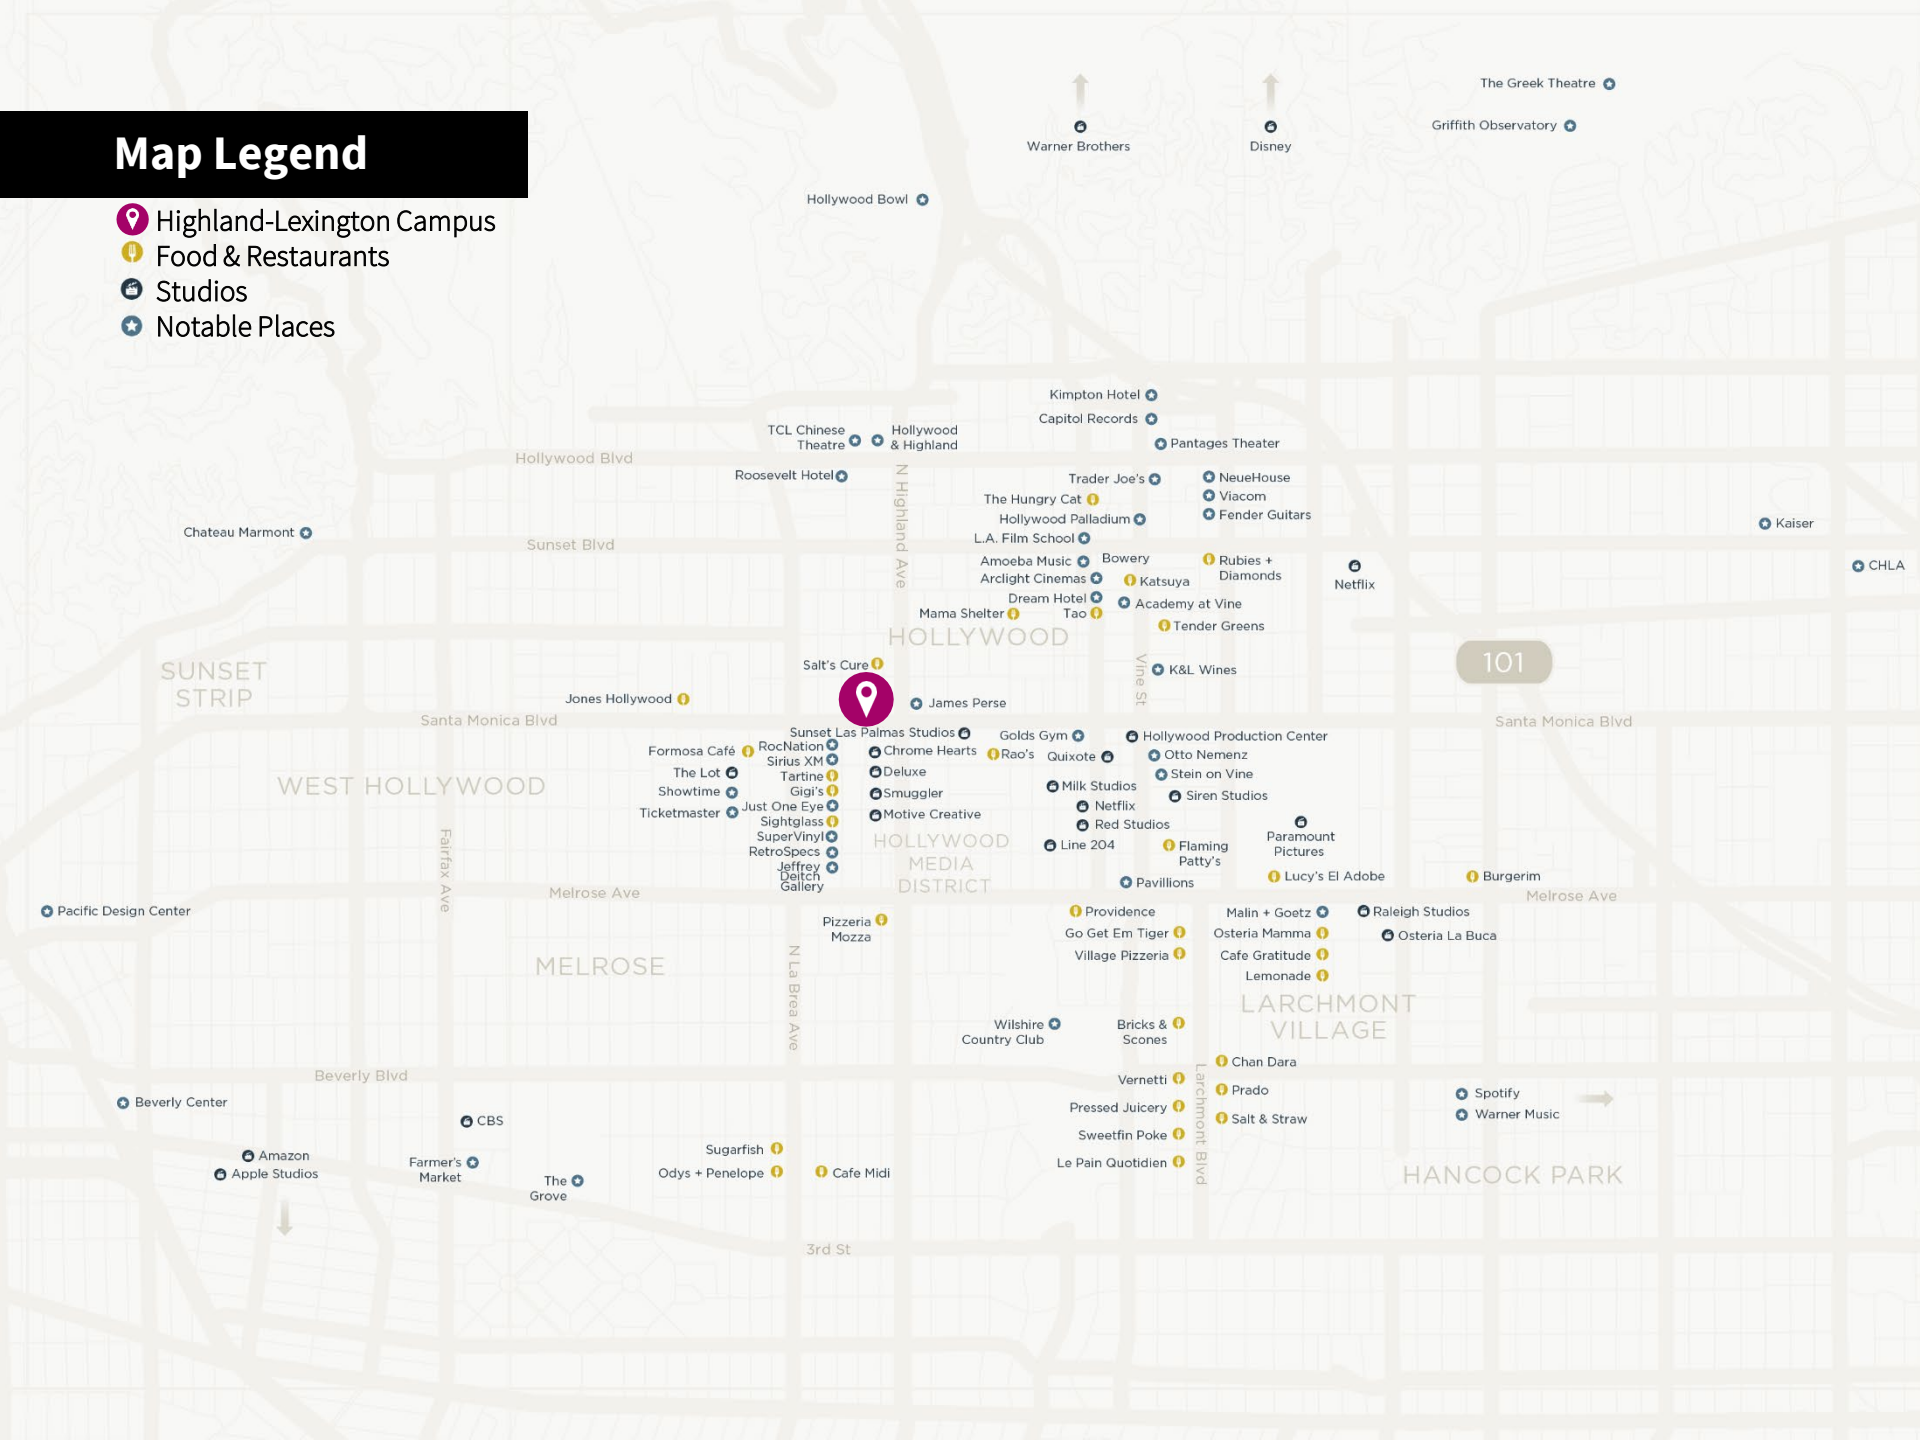 The Greek Theatre
Griffith Observatory
Warner Brothers
Disney
Map Legend
Highland-Lexington Campus
Food & Restaurants
Studios
Notable Places
Hollywood Bowl
Kimpton Hotel
Capitol Records
TCL Chinese
Theatre
Hollywood
& Highland
Pantages Theater
Hollywood Blvd
Roosevelt Hotel
N Highland Ave
Trader Joe's
NeueHouse
The Hungry Cat
Viacom
Hollywood Palladium
Fender Guitars
Chateau Marmont
Sunset Blvd
L.A. Film School
Kaiser
Amoeba Music
Bowery
Rubies +
Diamonds
Netflix
CHLA
Arclight Cinemas
Katsuya
Dream Hotel
Academy at Vine
Mama Shelter
Tao
Tender Greens
HOLLYWOOD
SUNSET
STRIP
Salt's Cure
Vine St
K&L Wines
101
Jones Hollywood
James Perse
Santa Monica Blvd
Santa Monica Blvd
Sunset Las Palmas Studios
Golds Gym
Hollywood Production Center
Formosa Café
RocNation
Chrome Hearts
Rao's
Quixote
Otto Nemenz
Sirius XM
The Lot
Tartine
Deluxe
Stein on Vine
WEST HOLLYWOOD
Showtime
Gigi's
Smuggler
Milk Studios
Siren Studios
Ticketmaster
Just One Eye
Motive Creative
Netflix
Sightglass
Red Studios
Paramount
Pictures
SuperVinyl
HOLLYWOOD
MEDIA
DISTRICT
Line 204
Flaming
Patty's
RetroSpecs
Jeffrey
Deitch
Gallery
Fairfax Ave
Pavillions
Lucy's El Adobe
Burgerim
Melrose Ave
Melrose Ave
Pacific Design Center
Pizzeria
Mozza
Providence
Malin + Goetz
Raleigh Studios
Go Get Em Tiger
Osteria Mamma
Osteria La Buca
Village Pizzeria
Cafe Gratitude
Lemonade
MELROSE
N La Brea Ave
LARCHMONT
VILLAGE
Wilshire
Country Club
Bricks &
Scones
Chan Dara
Beverly Blvd
Vernetti
Larchmont Blvd
Prado
Spotify
Beverly Center
Pressed Juicery
Salt & Straw
Warner Music
CBS
Sweetfin Poke
Amazon
Sugarfish
Farmer's
Market
Le Pain Quotidien
Apple Studios
Odys + Penelope
Cafe Midi
HANCOCK PARK
The
Grove
3rd St